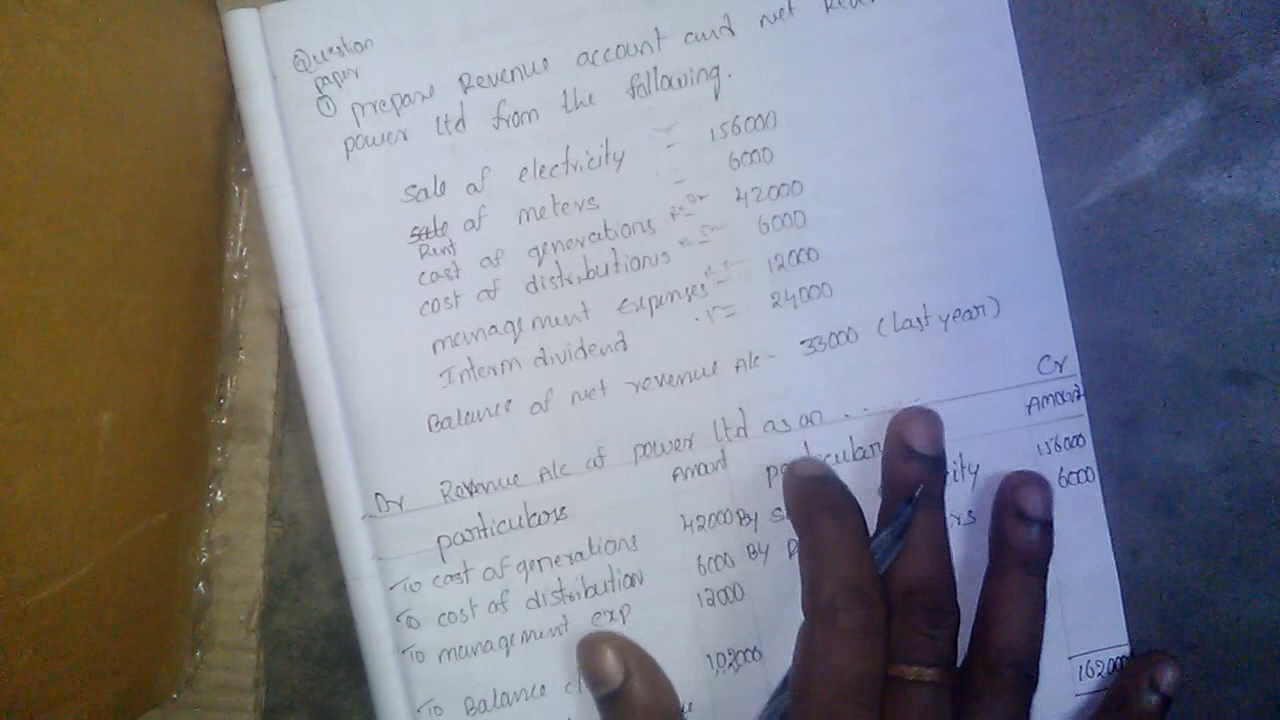 Question
paper
① prepare Revenue account and net
power ltd from the following.
sale of electricity = 156000
sale of meters - 6000
Rent
cast of generations 42000
cost of distributions 6000
management Expenses 12000
Interm dividend = 24000
Balance of net revenue A/c - 33000 (Last year)
Dr Revenue A/c of power ltd as on ....... Cr
particulars Amount
To cost of generations 42000 By 156000
To cost of distribution 6000 By 6000
To management exp 12000
To Balance 102000 162000